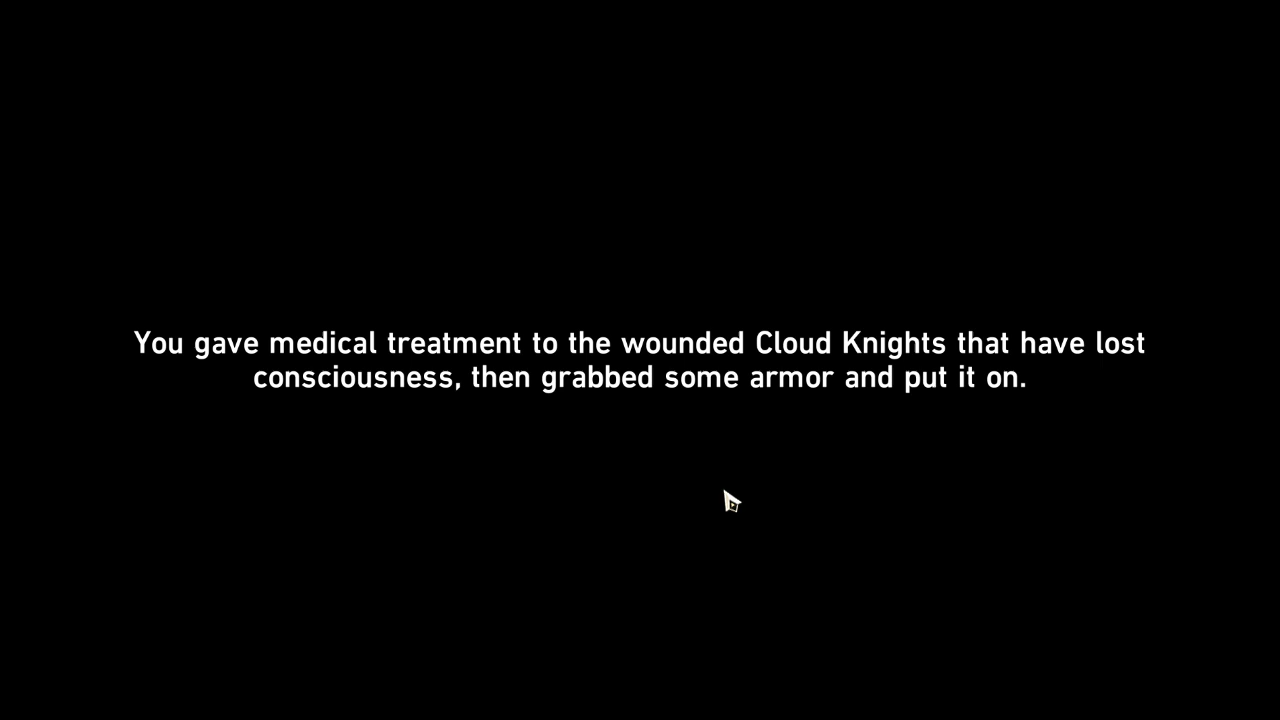 You gave medical treatment to the wounded Cloud Knights that have lost
consciousness, then grabbed some armor and put it on.